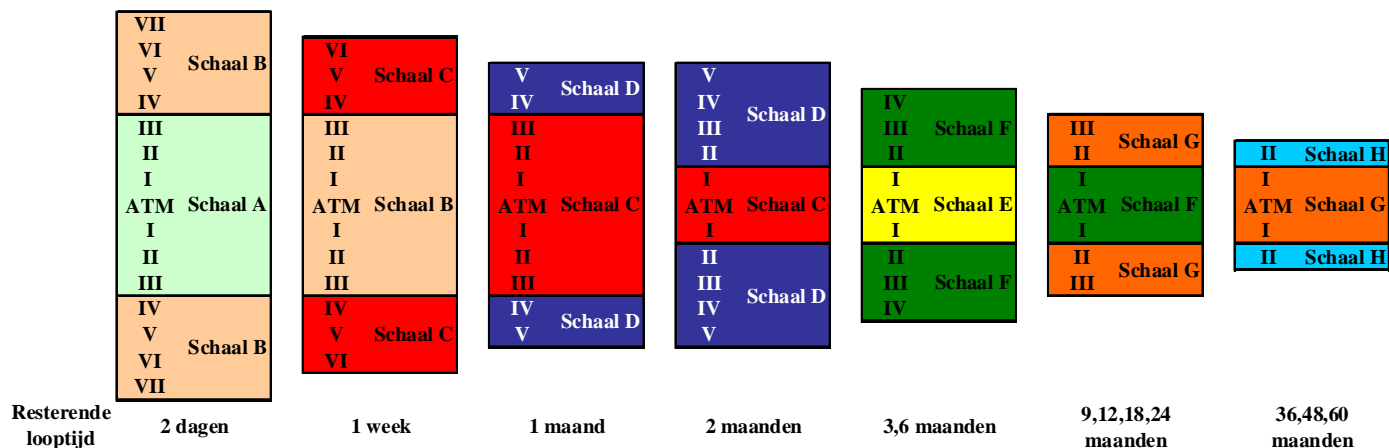 VII
VI
V
IV
Schaal B
III
II
I
ATM
I
II
III
Schaal A
IV
V
VI
VII
Schaal B
2 dagen
VI
V
IV
Schaal C
III
II
I
ATM
I
II
III
Schaal B
IV
V
VI
Schaal C
1 week
V
IV
Schaal D
III
II
I
ATM
I
II
III
Schaal C
IV
V
Schaal D
1 maand
V
IV
III
II
Schaal D
I
ATM
I
Schaal C
II
III
IV
V
Schaal D
2 maanden
IV
III
II
Schaal F
I
ATM
I
Schaal E
II
III
IV
Schaal F
3,6 maanden
III
II
Schaal G
I
ATM
I
Schaal F
II
III
Schaal G
9,12,18,24
maanden
II
Schaal H
I
ATM
I
Schaal G
II
Schaal H
36,48,60
maanden
Resterende
looptijd